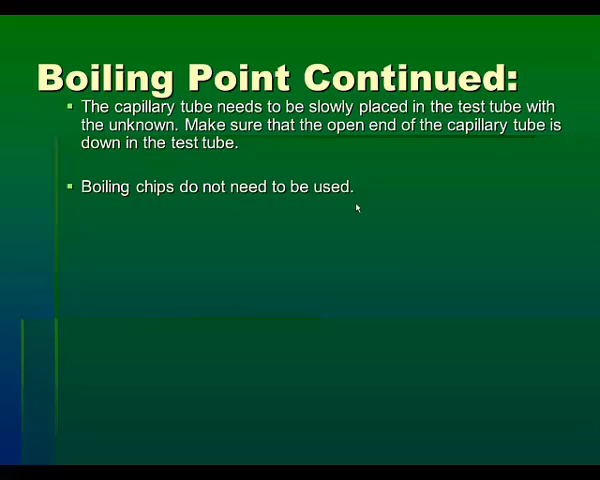 Boiling Point Continued:
The capillary tube needs to be slowly placed in the test tube with
the unknown. Make sure that the open end of the capillary tube is
down in the test tube.
Boiling chips do not need to be used.